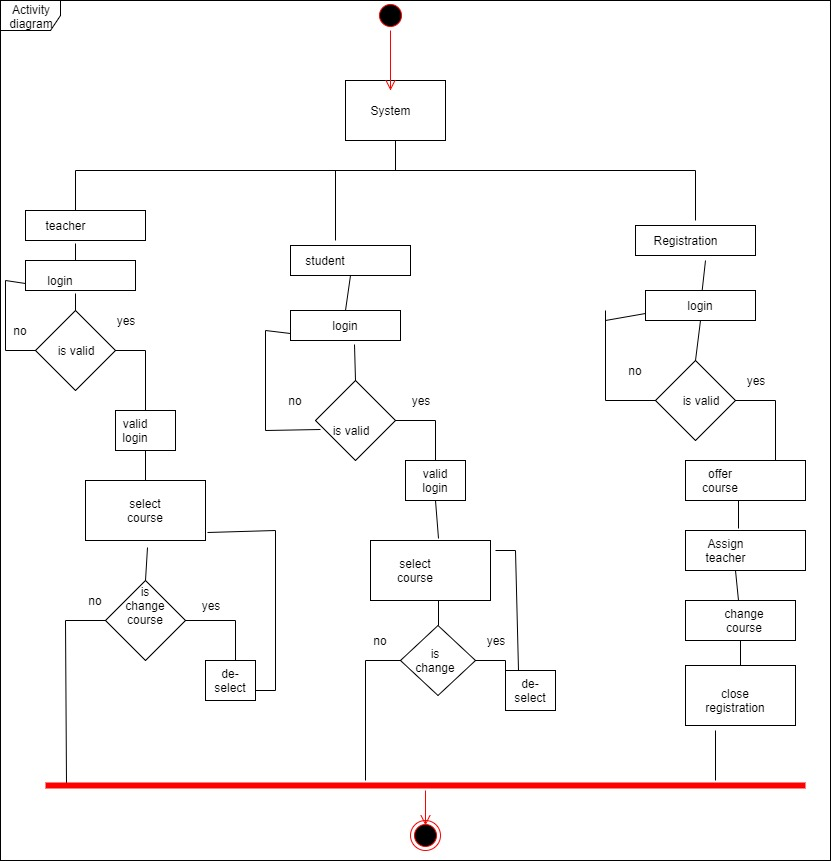 Activity
diagram
System
teacher
login
no
yes
is valid
valid
login
select
course
no
is
change
course
yes
de-
select
student
login
no
yes
is valid
valid
login
select
course
no
yes
is
change
de-
select
Registration
login
no
yes
is valid
offer
course
Assign
teacher
change
course
close
registration